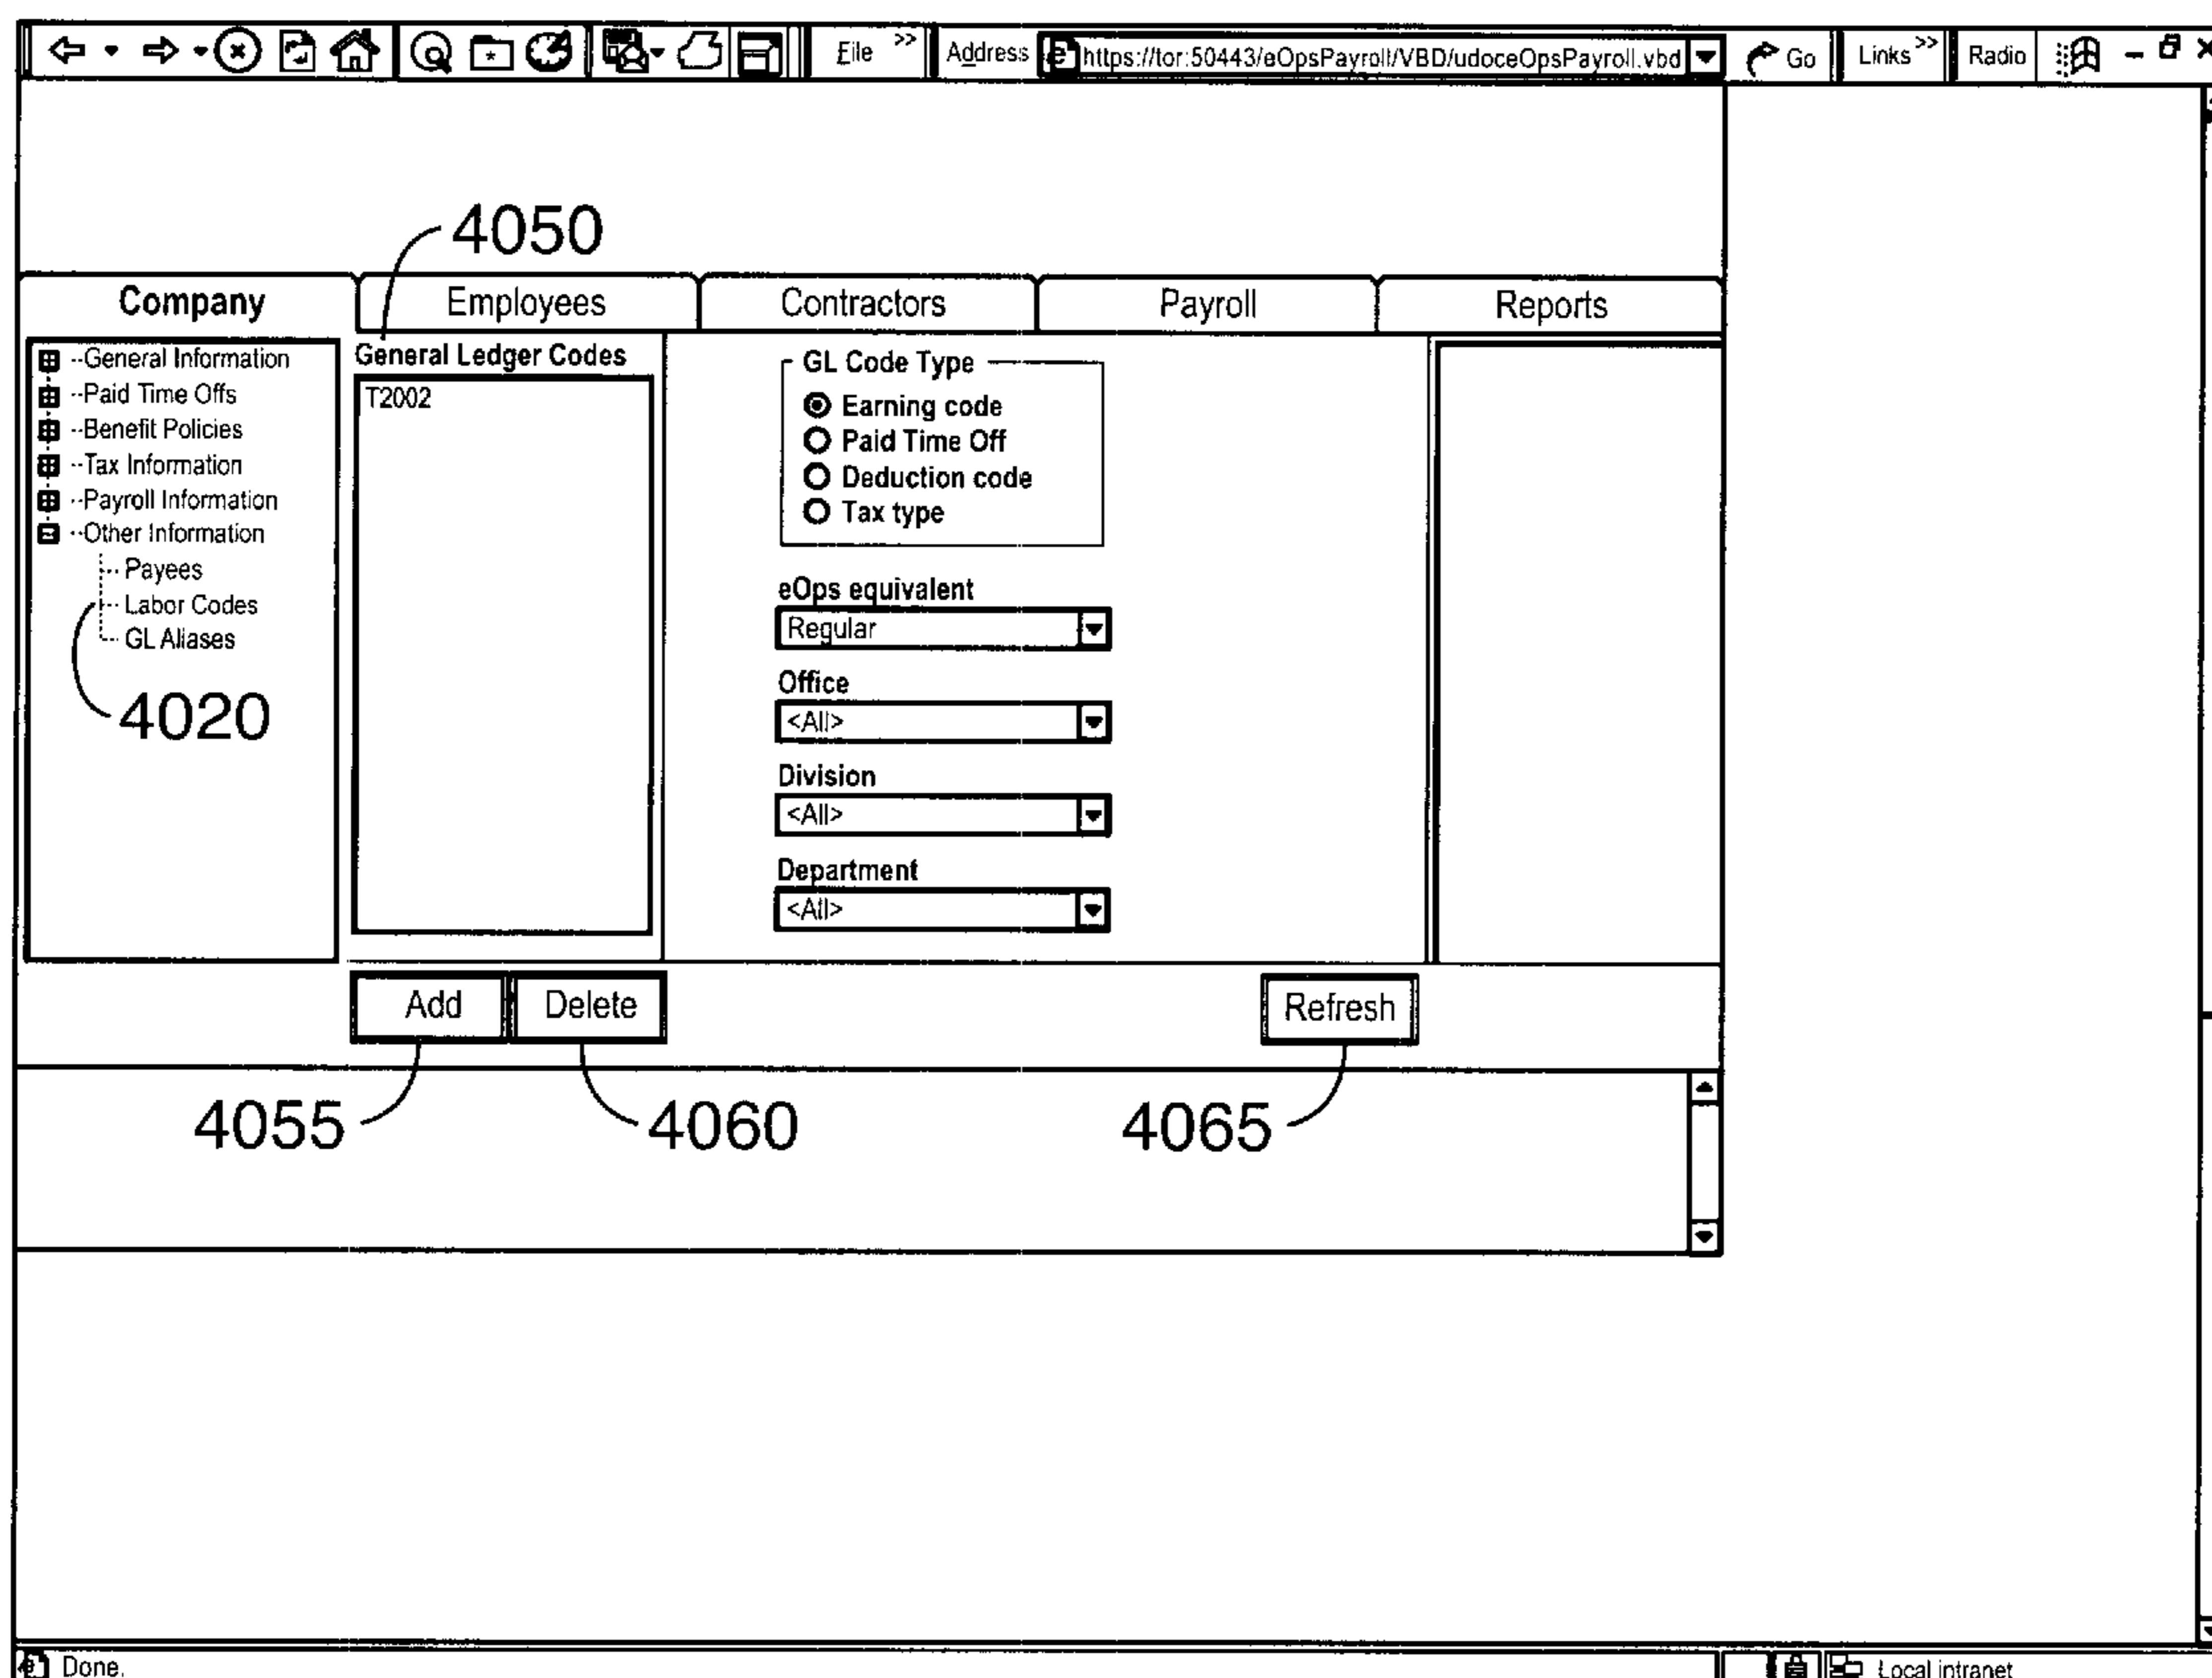 File >> Address https://tor:50443/eOpsPayroll/VBD/udoceOpsPayroll.vbd Go Links >> Radio
4050
Company Employees Contractors Payroll Reports
General Information
Paid Time Offs
Benefit Policies
Tax Information
Payroll Information
Other Information
Payees
Labor Codes
GL Aliases
4020
General Ledger Codes
T2002
GL Code Type
Earning code
Paid Time Off
Deduction code
Tax type
eOps equivalent
Regular
Office
<All>
Division
<All>
Department
<All>
Add Delete Refresh
4055 4060 4065
Done. Local intranet